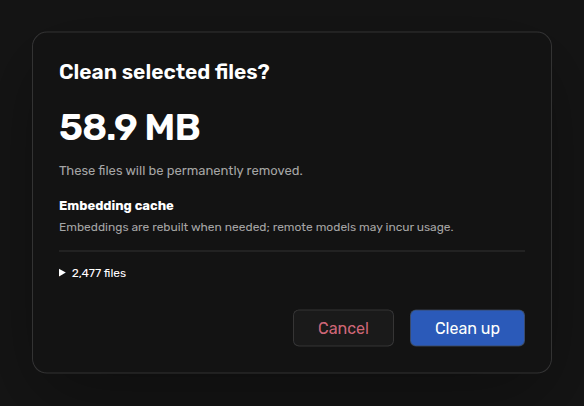 Clean selected files?
58.9 MB
These files will be permanently removed.
Embedding cache
Embeddings are rebuilt when needed; remote models may incur usage.
2,477 files
Cancel
Clean up